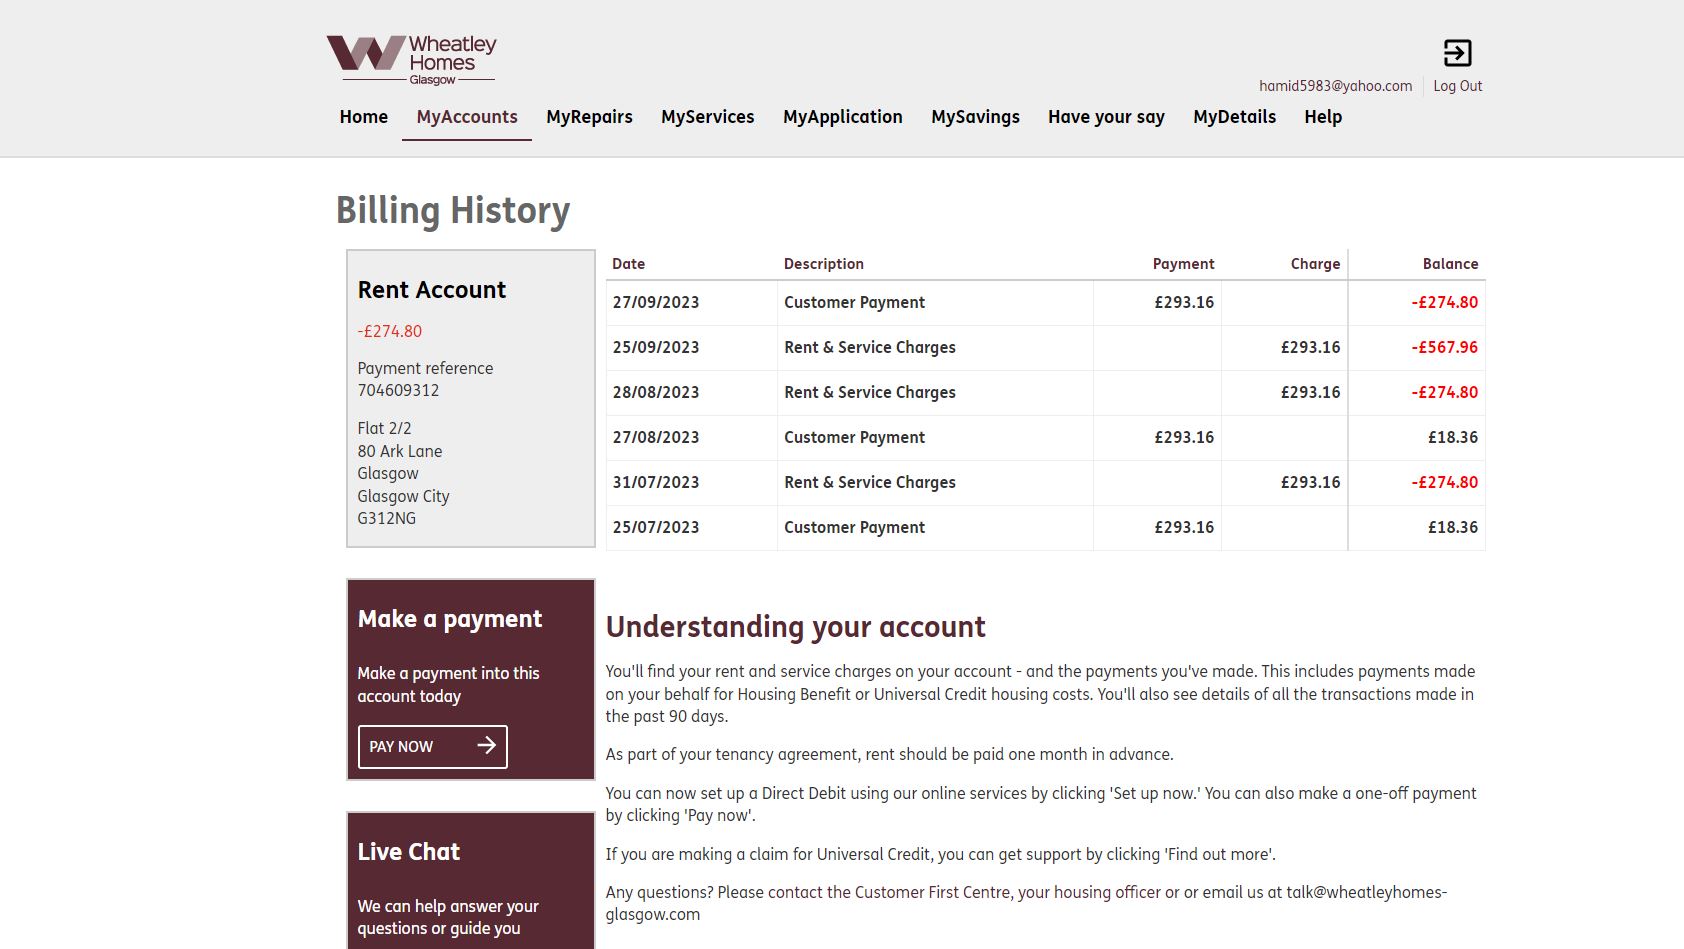 Wheatley
Homes
Glasgow
hamid5983@yahoo.com Log Out
Home MyAccounts MyRepairs MyServices MyApplication MySavings Have your say MyDetails Help
Billing History
Rent Account
-£274.80
Payment reference
704609312
Flat 2/2
80 Ark Lane
Glasgow
Glasgow City
G312NG
Date Description Payment Charge Balance
27/09/2023 Customer Payment £293.16 -£274.80
25/09/2023 Rent & Service Charges £293.16 -£567.96
28/08/2023 Rent & Service Charges £293.16 -£274.80
27/08/2023 Customer Payment £293.16 £18.36
31/07/2023 Rent & Service Charges £293.16 -£274.80
25/07/2023 Customer Payment £293.16 £18.36
Make a payment
Make a payment into this
account today
PAY NOW
Live Chat
We can help answer your
questions or guide you
Understanding your account
You'll find your rent and service charges on your account - and the payments you've made. This includes payments made
on your behalf for Housing Benefit or Universal Credit housing costs. You'll also see details of all the transactions made in
the past 90 days.
As part of your tenancy agreement, rent should be paid one month in advance.
You can now set up a Direct Debit using our online services by clicking 'Set up now.' You can also make a one-off payment
by clicking 'Pay now'.
If you are making a claim for Universal Credit, you can get support by clicking 'Find out more'.
Any questions? Please contact the Customer First Centre, your housing officer or or email us at talk@wheatleyhomes-
glasgow.com